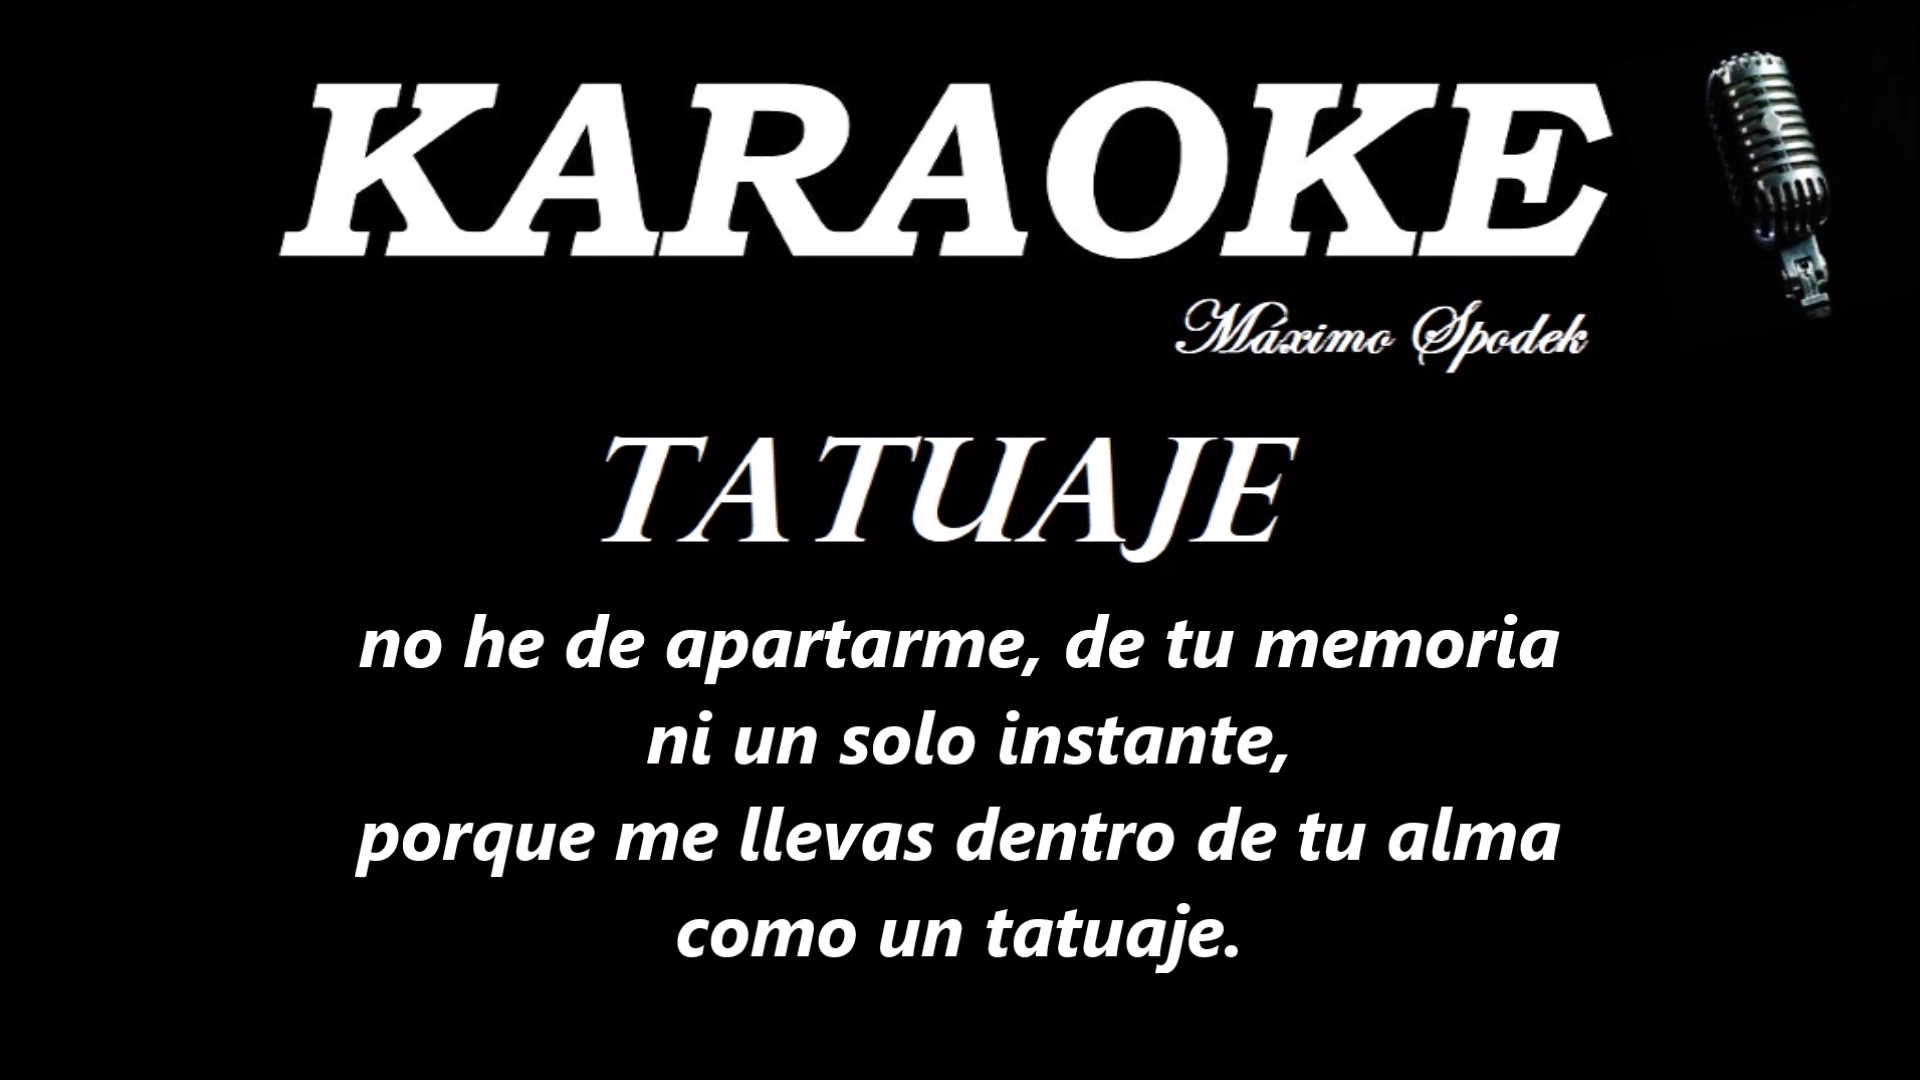 KARAOKE
Máximo Spodek
TATUAJE
no he de apartarme, de tu memoria
ni un solo instante,
porque me llevas dentro de tu alma
como un tatuaje.